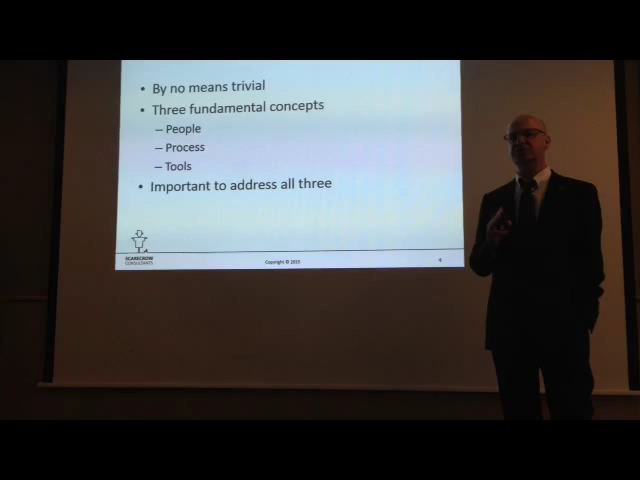 • By no means trivial
• Three fundamental concepts
– People
– Process
– Tools
• Important to address all three
SCARECROW
CONSULTANTS
Copyright © 2015
4